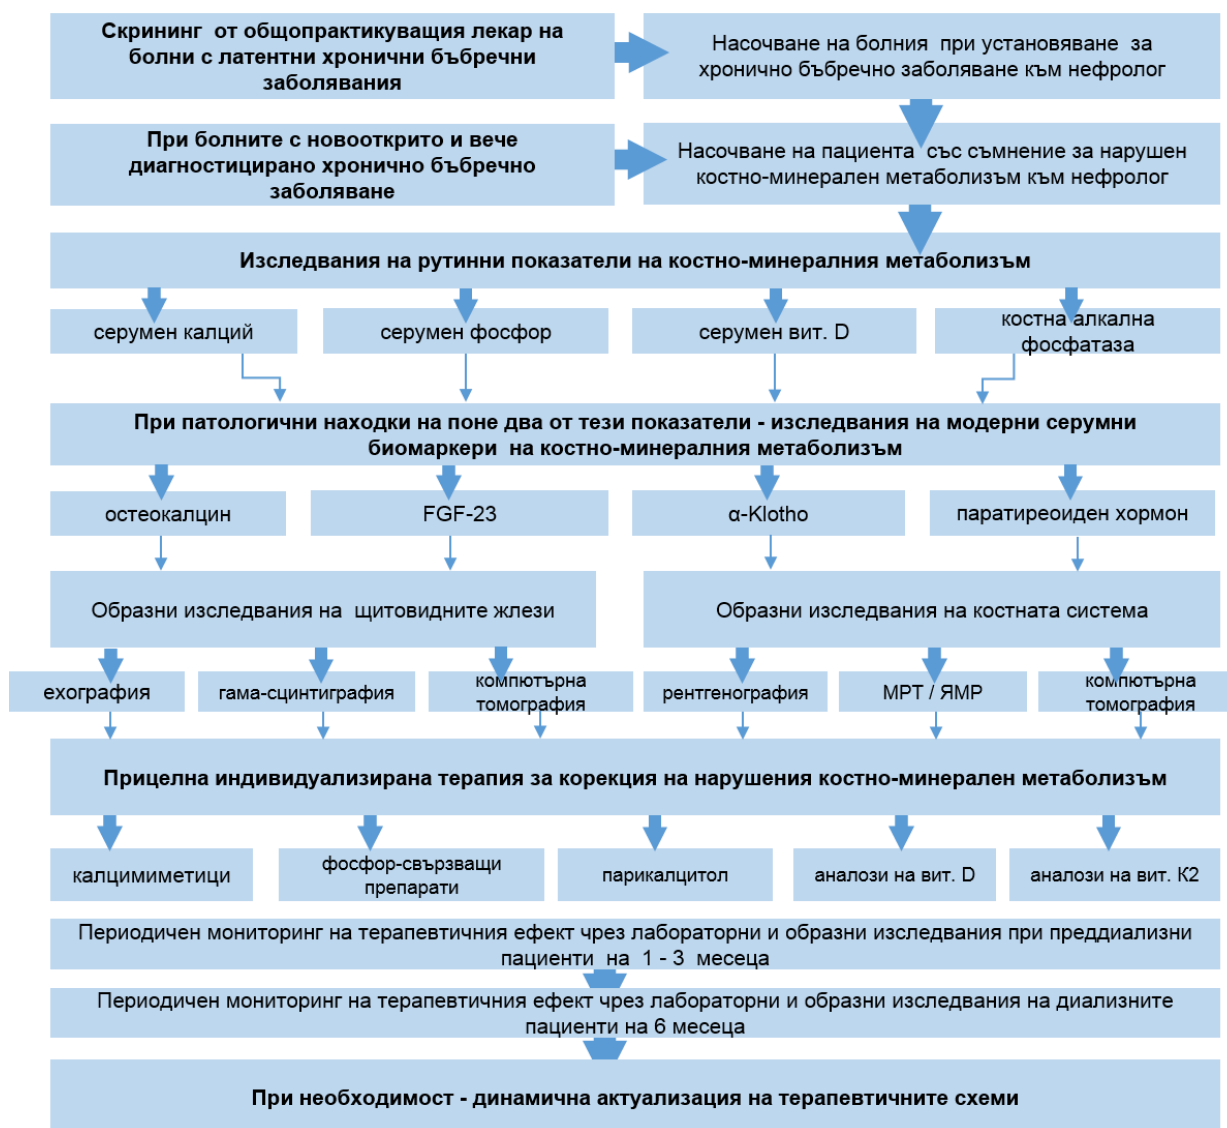 Скрининг от общопрактикуващия лекар на
болни с латентни хронични бъбречни
заболявания
Насочване на болния при установяване за
хронично бъбречно заболяване към нефролог
При болните с новооткрито и вече
диагностицирано хронично бъбречно
заболяване
Насочване на пациента със съмнение за нарушен
костно-минерален метаболизъм към нефролог
Изследвания на рутинни показатели на костно-минералния метаболизъм
серумен калций
серумен фосфор
серумен вит. D
костна алкална
фосфатаза
При патологични находки на поне два от тези показатели - изследвания на модерни серумни
биомаркери на костно-минералния метаболизъм
остеокалцин
FGF-23
α-Klotho
паратиреоиден хормон
Образни изследвания на щитовидните жлези
Образни изследвания на костната система
ехография
гама-сцинтиграфия
компютърна
томография
рентгенография
МРТ / ЯМР
компютърна
томография
Прицелна индивидуализирана терапия за корекция на нарушения костно-минерален метаболизъм
калцимиметици
фосфор-свързващи
препарати
парикалцитол
аналози на вит. D
аналози на вит. К2
Периодичен мониторинг на терапевтичния ефект чрез лабораторни и образни изследвания при преддиализни
пациенти на 1 - 3 месеца
Периодичен мониторинг на терапевтичния ефект чрез лабораторни и образни изследвания на диализните
пациенти на 6 месеца
При необходимост - динамична актуализация на терапевтичните схеми